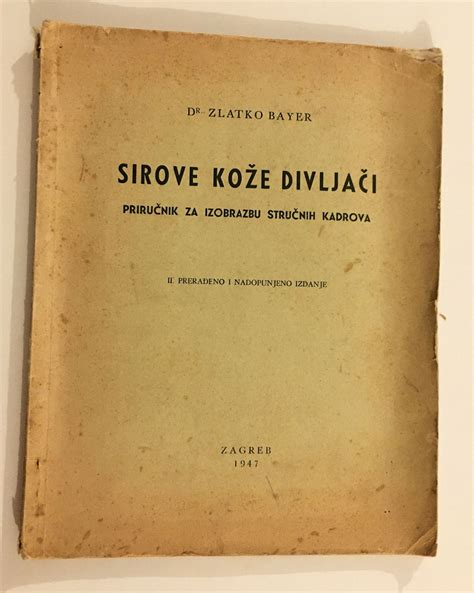 DR. ZLATKO BAYER
SIROVE KOŽE DIVLJAČI
PRIRUČNIK ZA IZOBRAZBU STRUČNIH KADROVA
II. PRERAĐENO I NADOPUNJENO IZDANJE
ZAGREB
1947